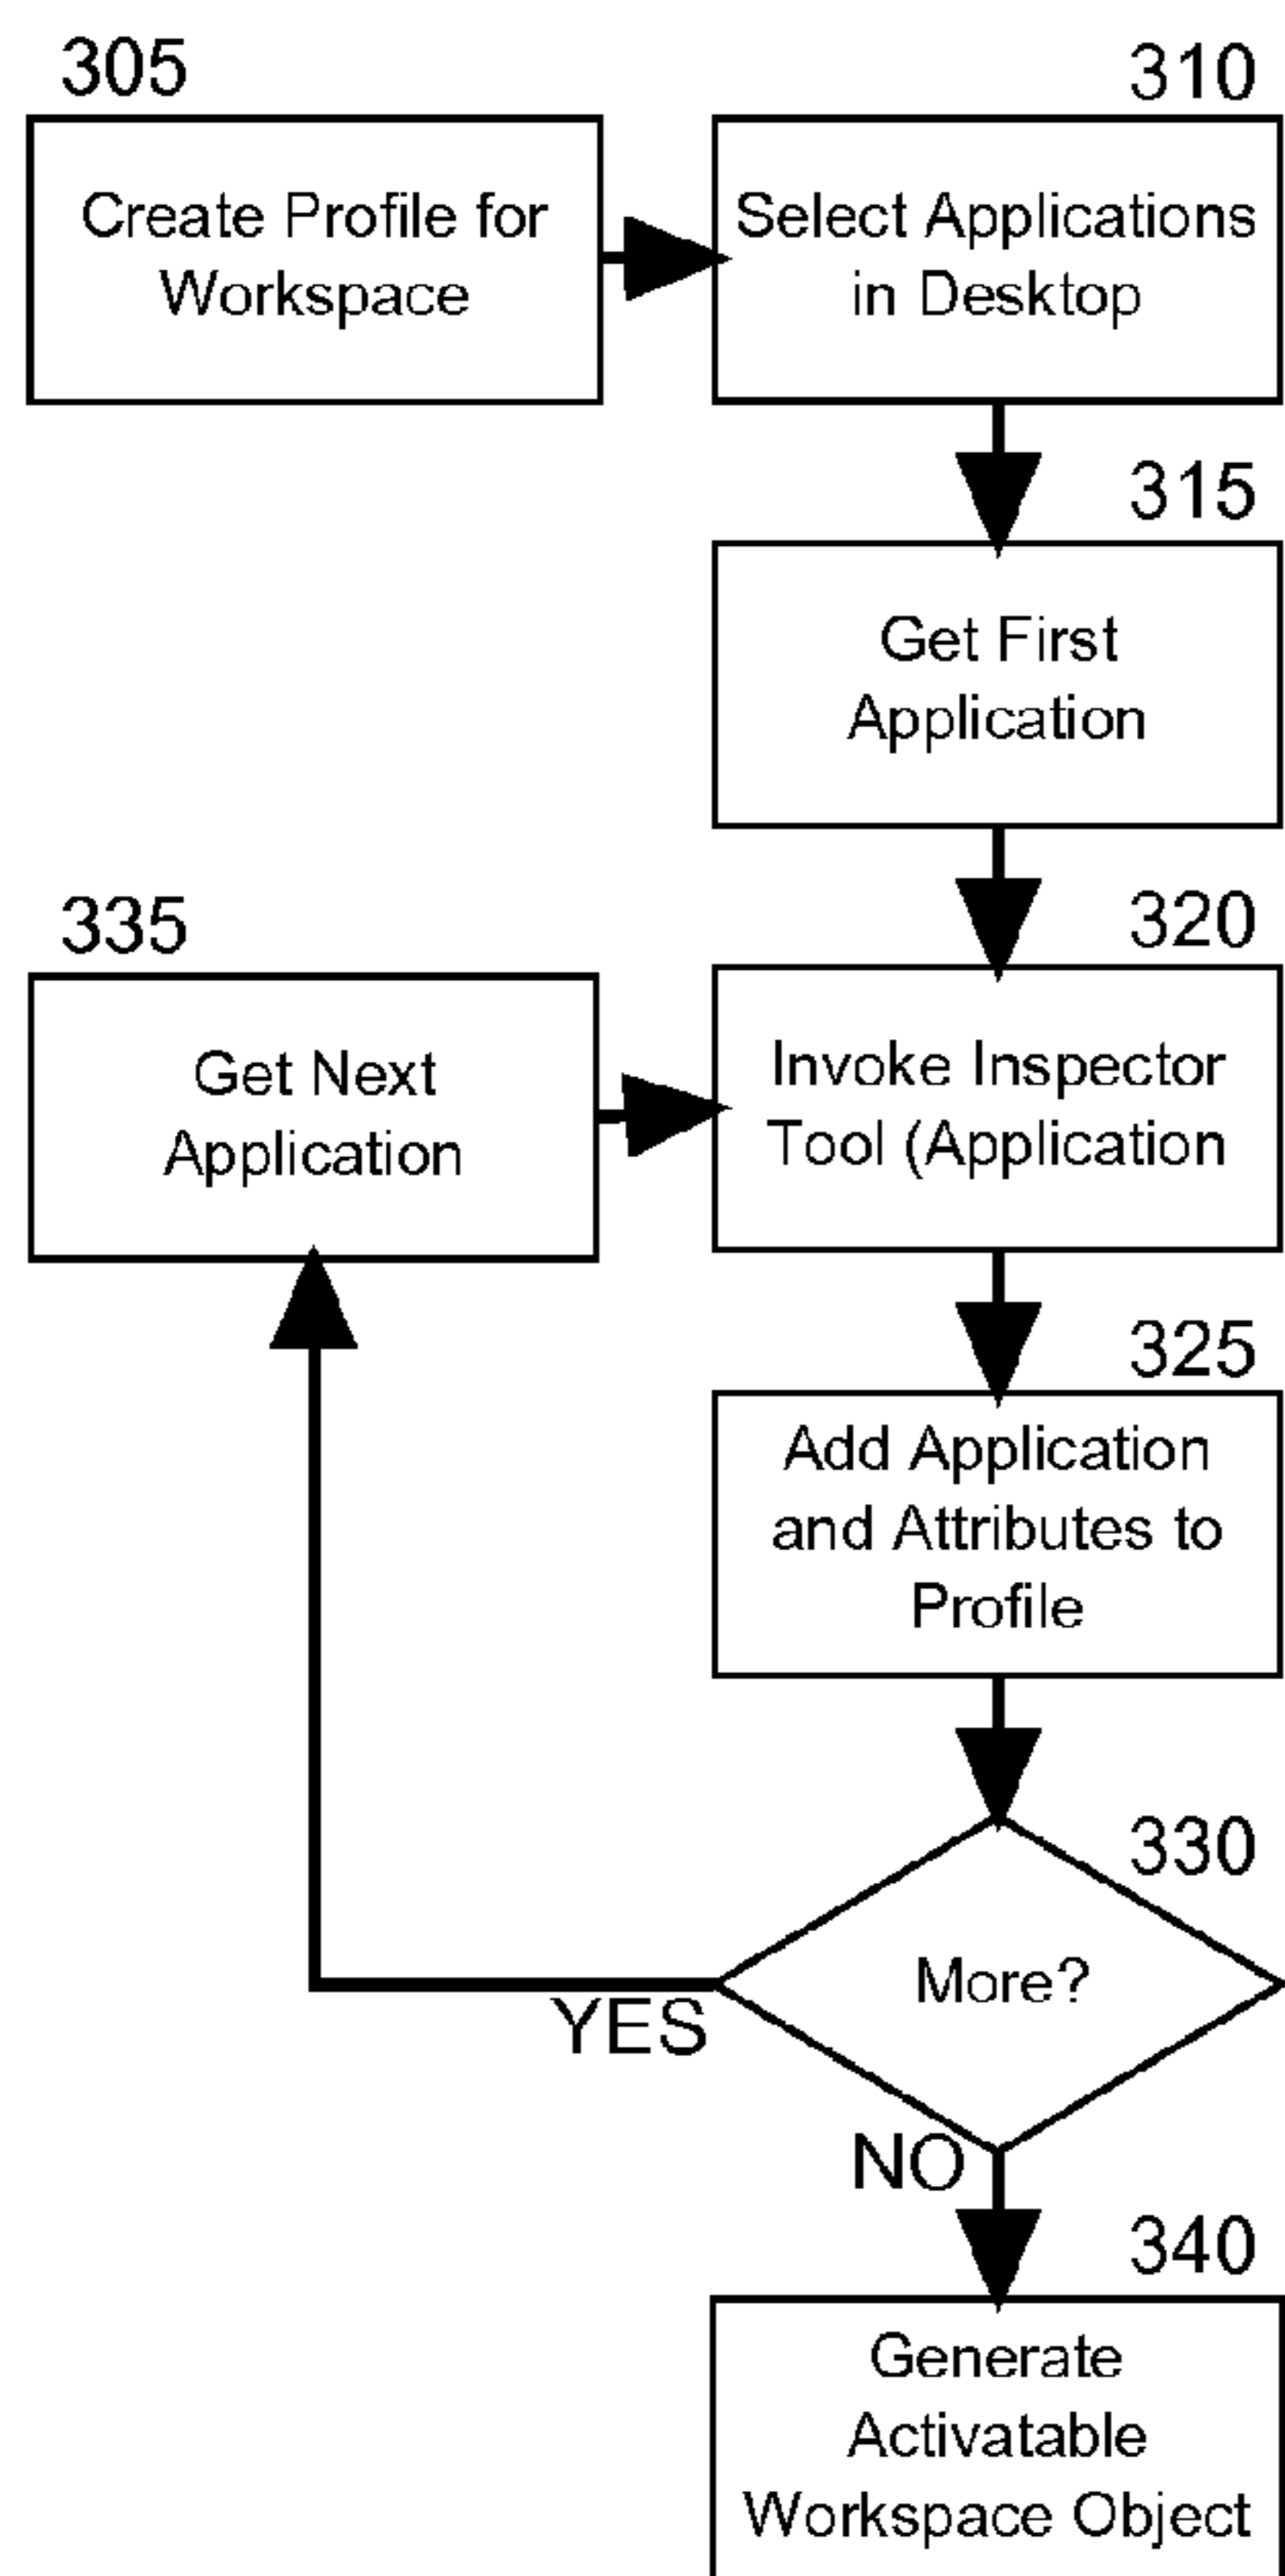 305
Create Profile for
Workspace
310
Select Applications
in Desktop
315
Get First
Application
335
Get Next
Application
320
Invoke Inspector
Tool (Application
325
Add Application
and Attributes to
Profile
330
More?
YES
NO
340
Generate
Activatable
Workspace Object